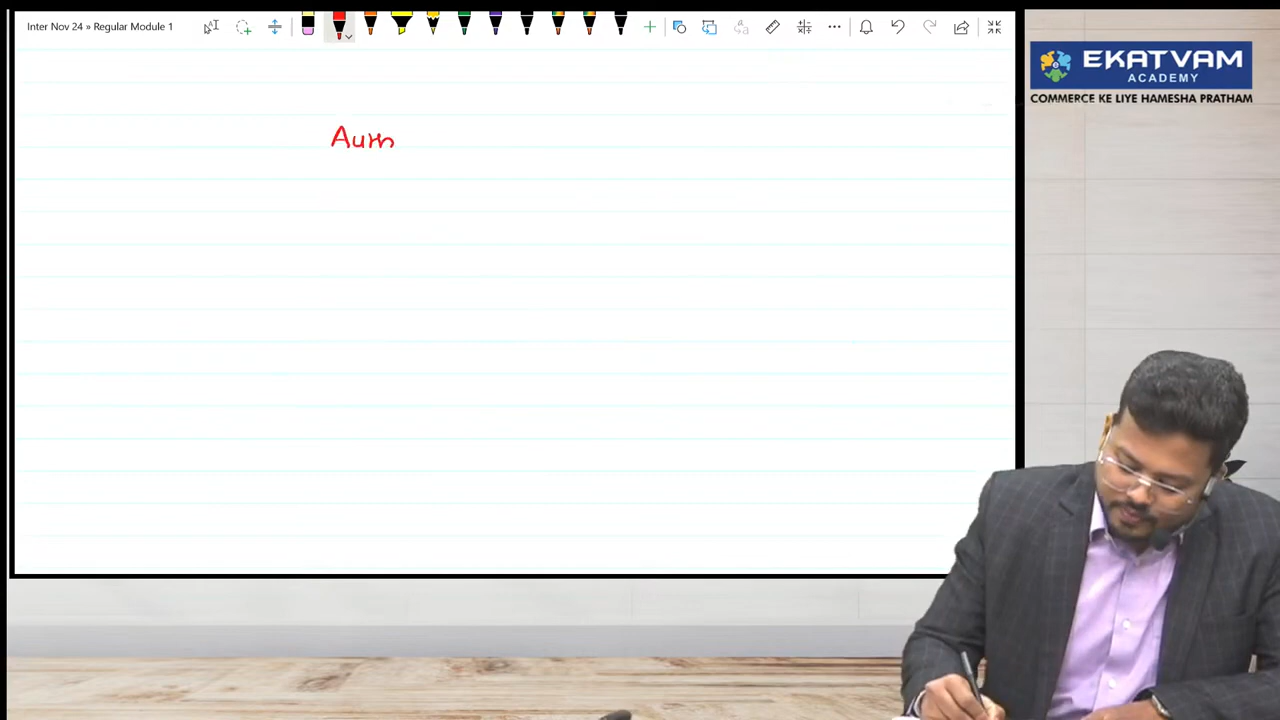 Inter Nov 24 » Regular Module 1
EKATVAM
ACADEMY
COMMERCE KE LIYE HAMESHA PRATHAM
Aum